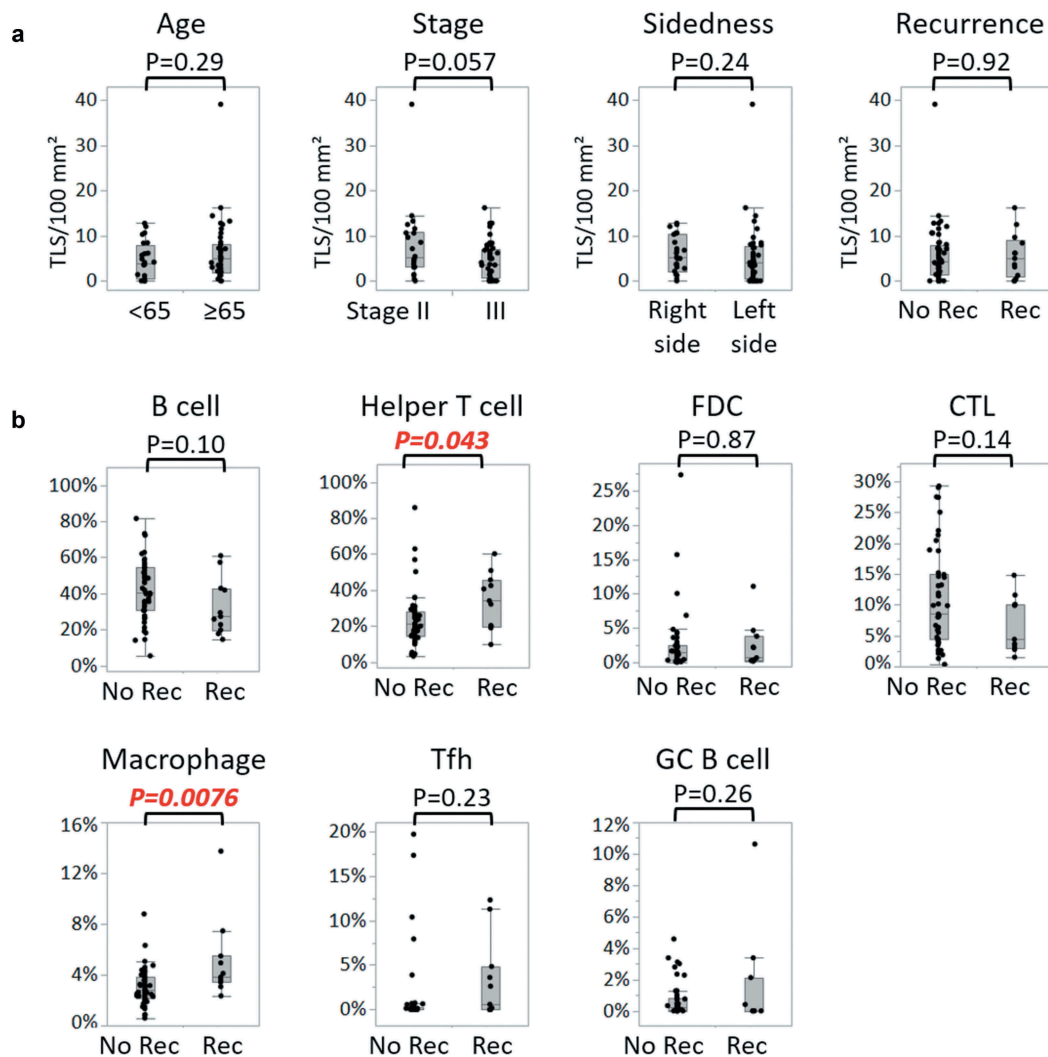 a
Age Stage Sidedness Recurrence
P=0.29 P=0.057 P=0.24 P=0.92
TLS/100 mm² TLS/100 mm² TLS/100 mm² TLS/100 mm²
40 40 40 40
30 30 30 30
20 20 20 20
10 10 10 10
0 0 0 0
<65 ≥65 Stage II III Right side Left side No Rec Rec
b
B cell Helper T cell FDC CTL
P=0.10 P=0.043 P=0.87 P=0.14
100% 100% 25% 30%
80% 80% 20% 25%
60% 60% 15% 20%
40% 40% 10% 15%
20% 20% 5% 10%
0% 0% 0% 5%
0%
No Rec Rec No Rec Rec No Rec Rec No Rec Rec
Macrophage Tfh GC B cell
P=0.0076 P=0.23 P=0.26
16% 20% 12%
12% 15% 10%
8% 10% 8%
4% 5% 6%
0% 0% 4%
2%
0%
No Rec Rec No Rec Rec No Rec Rec